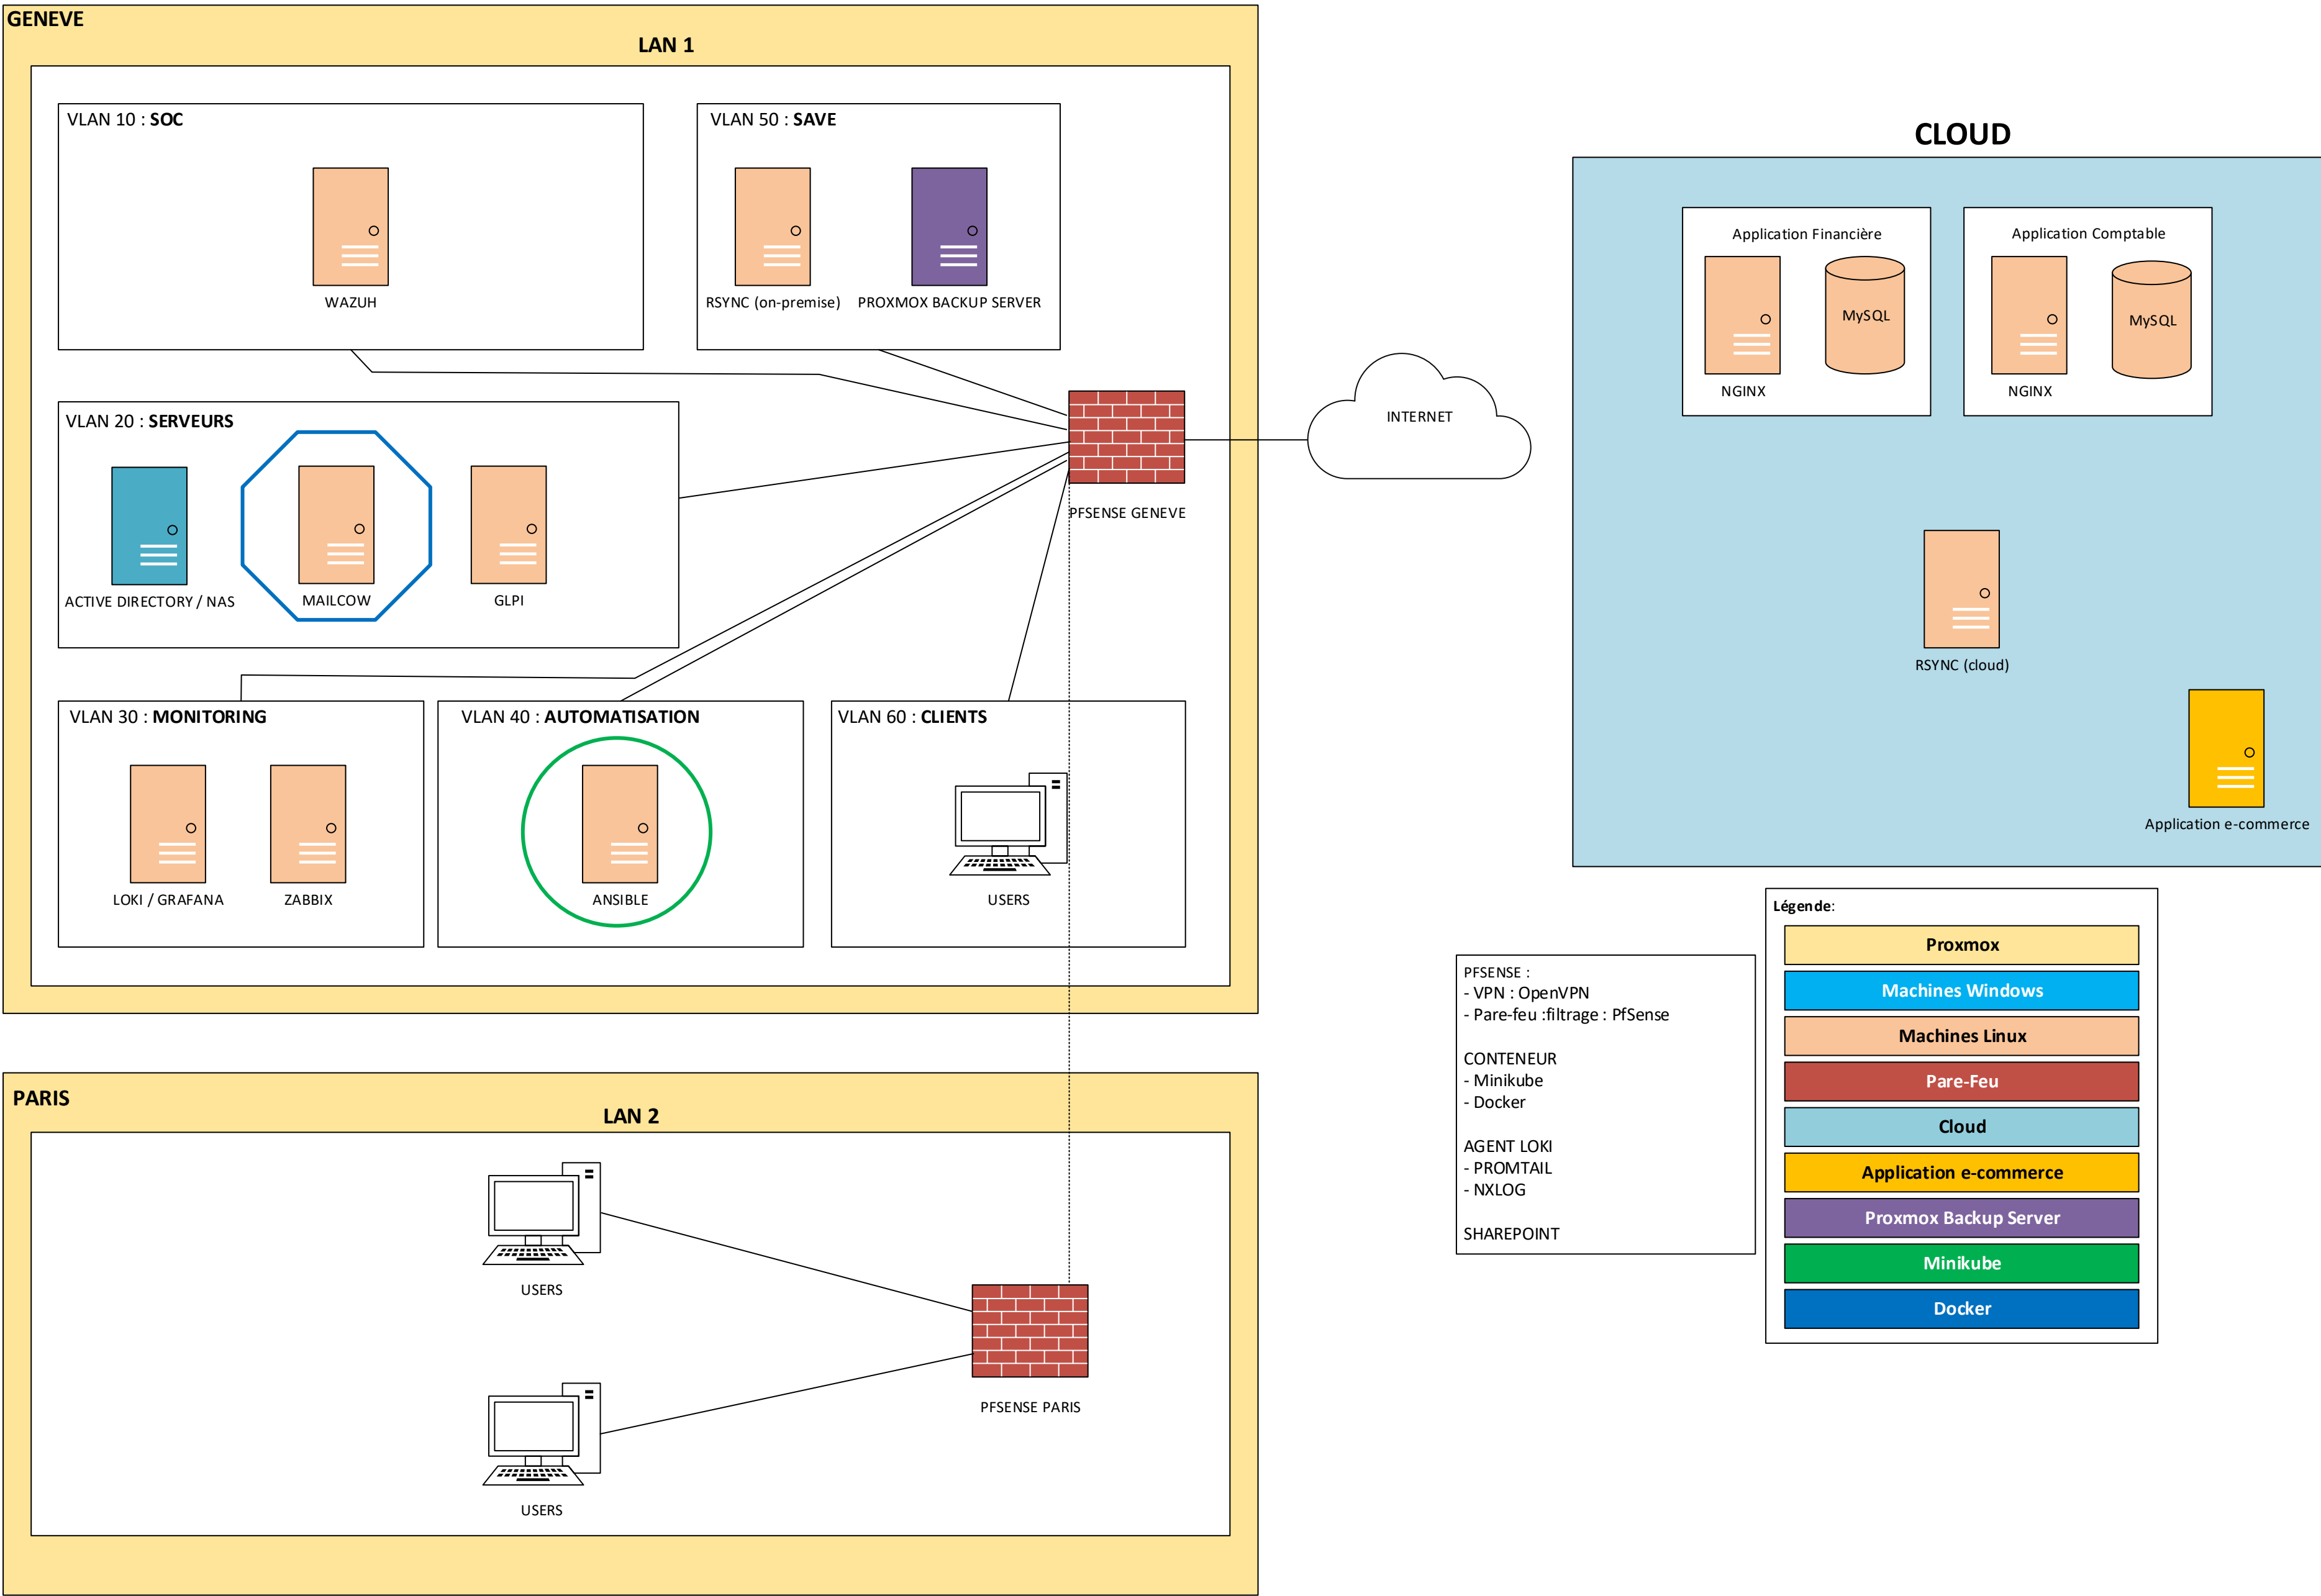 GENEVE
LAN 1
VLAN 10 : SOC
WAZUH
VLAN 50 : SAVE
RSYNC (on-premise)
PROXMOX BACKUP SERVER
VLAN 20 : SERVEURS
ACTIVE DIRECTORY / NAS
MAILCOW
GLPI
PFSENSE GENEVE
INTERNET
VLAN 30 : MONITORING
LOKI / GRAFANA
ZABBIX
VLAN 40 : AUTOMATISATION
ANSIBLE
VLAN 60 : CLIENTS
USERS
PARIS
LAN 2
USERS
USERS
PFSENSE PARIS
CLOUD
Application Financière
NGINX
MySQL
Application Comptable
NGINX
MySQL
RSYNC (cloud)
Application e-commerce
PFSENSE :
- VPN : OpenVPN
- Pare-feu :filtrage : PfSense
CONTENEUR
- Minikube
- Docker
AGENT LOKI
- PROMTAIL
- NXLOG
SHAREPOINT
Légende:
Proxmox
Machines Windows
Machines Linux
Pare-Feu
Cloud
Application e-commerce
Proxmox Backup Server
Minikube
Docker